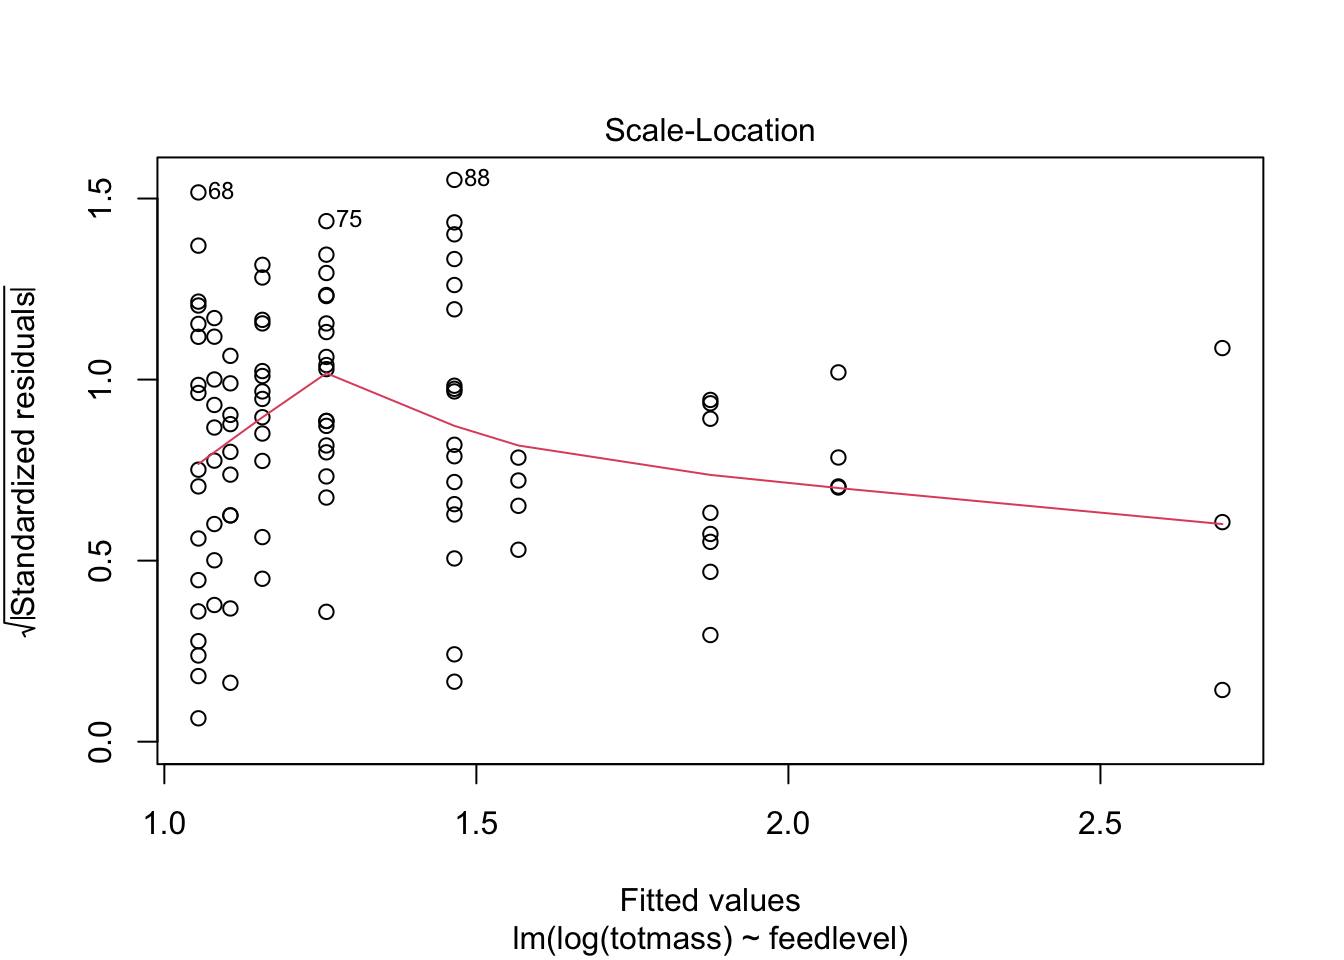 Scale-Location
√|Standardized residuals|
1.5
1.0
0.5
0.0
68
75
88
1.0 1.5 2.0 2.5
Fitted values
lm(log(totmass) ~ feedlevel)